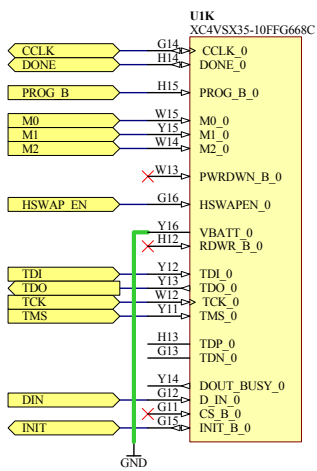 U1K
XC4VSX35-10FFG668C
CCLK G14 CCLK_0
DONE H14 DONE_0
PROG_B H15 PROG_B_0
M0 W15 M0_0
M1 Y15 M1_0
M2 W14 M2_0
W13 PWRDWN_B_0
HSWAP_EN G16 HSWAPEN_0
Y16 VBATT_0
H12 RDWR_B_0
TDI Y12 TDI_0
TDO Y13 TDO_0
TCK W12 TCK_0
TMS Y11 TMS_0
H13 TDP_0
G13 TDN_0
Y14 DOUT_BUSY_0
DIN G12 D_IN_0
G11 CS_B_0
INIT G15 INIT_B_0
GND